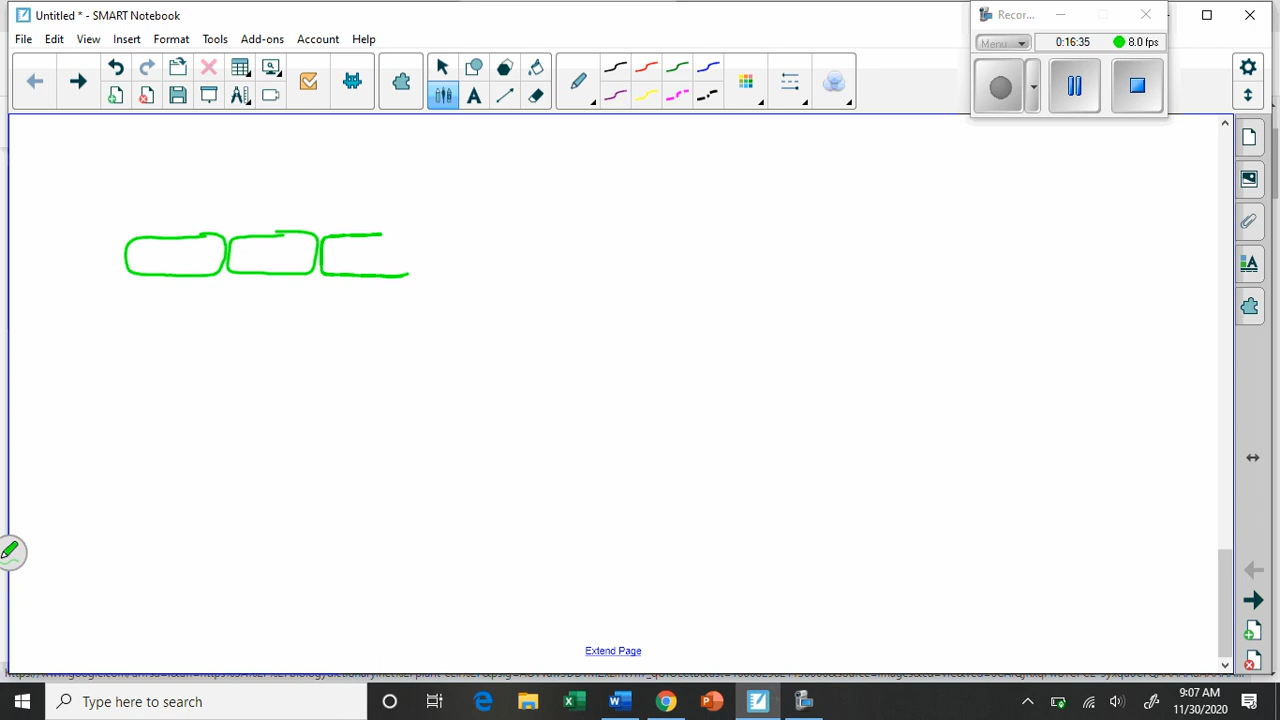 Untitled * - SMART Notebook
Recor...
File Edit View Insert Format Tools Add-ons Account Help
Menu
0:16:35
8.0 fps
A
A
Extend Page
Type here to search
9:07 AM
11/30/2020